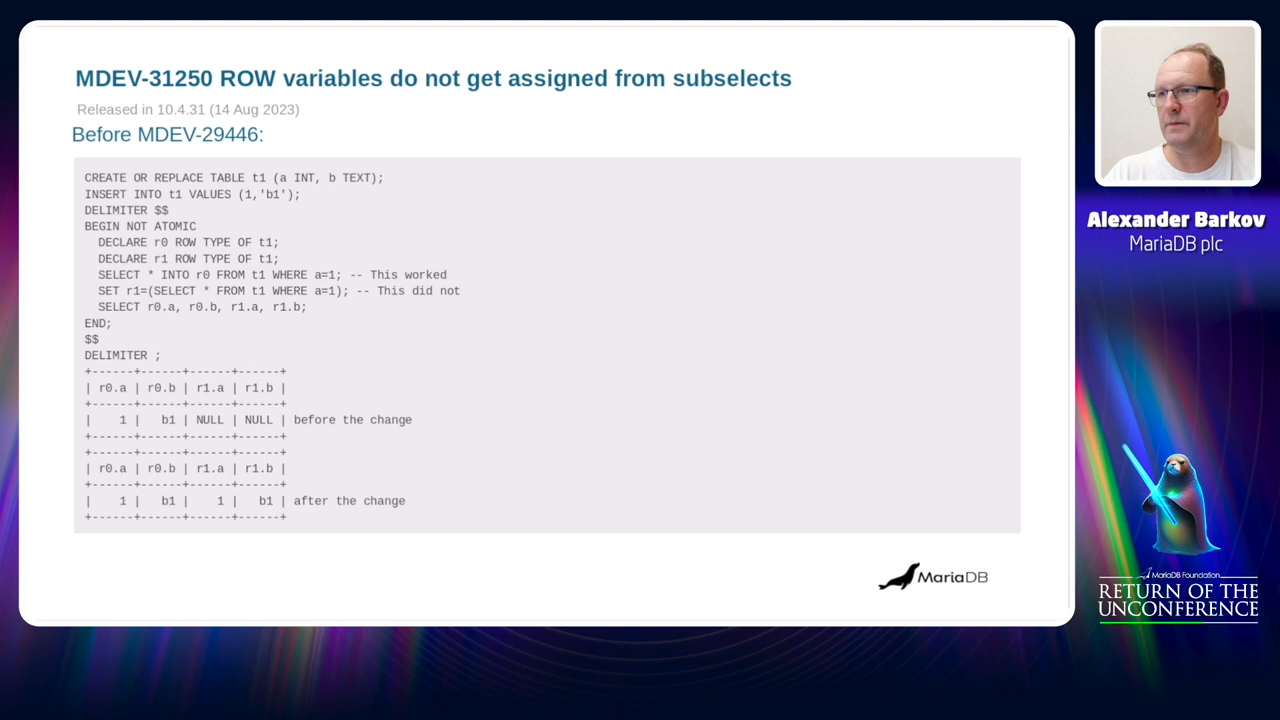 MDEV-31250 ROW variables do not get assigned from subselects
Released in 10.4.31 (14 Aug 2023)
Before MDEV-29446:
CREATE OR REPLACE TABLE t1 (a INT, b TEXT);
INSERT INTO t1 VALUES (1,'b1');
DELIMITER $$
BEGIN NOT ATOMIC
  DECLARE r0 ROW TYPE OF t1;
  DECLARE r1 ROW TYPE OF t1;
  SELECT * INTO r0 FROM t1 WHERE a=1; -- This worked
  SET r1=(SELECT * FROM t1 WHERE a=1); -- This did not
  SELECT r0.a, r0.b, r1.a, r1.b;
END;
$$
DELIMITER ;
+------+------+------+------+
| r0.a | r0.b | r1.a | r1.b |
+------+------+------+------+
|    1 |   b1 | NULL | NULL | before the change
+------+------+------+------+
+------+------+------+------+
| r0.a | r0.b | r1.a | r1.b |
+------+------+------+------+
|    1 |   b1 |    1 |   b1 | after the change
+------+------+------+------+
MariaDB
Alexander Barkov
MariaDB plc
MariaDB Foundation
RETURN OF THE
UNCONFERENCE